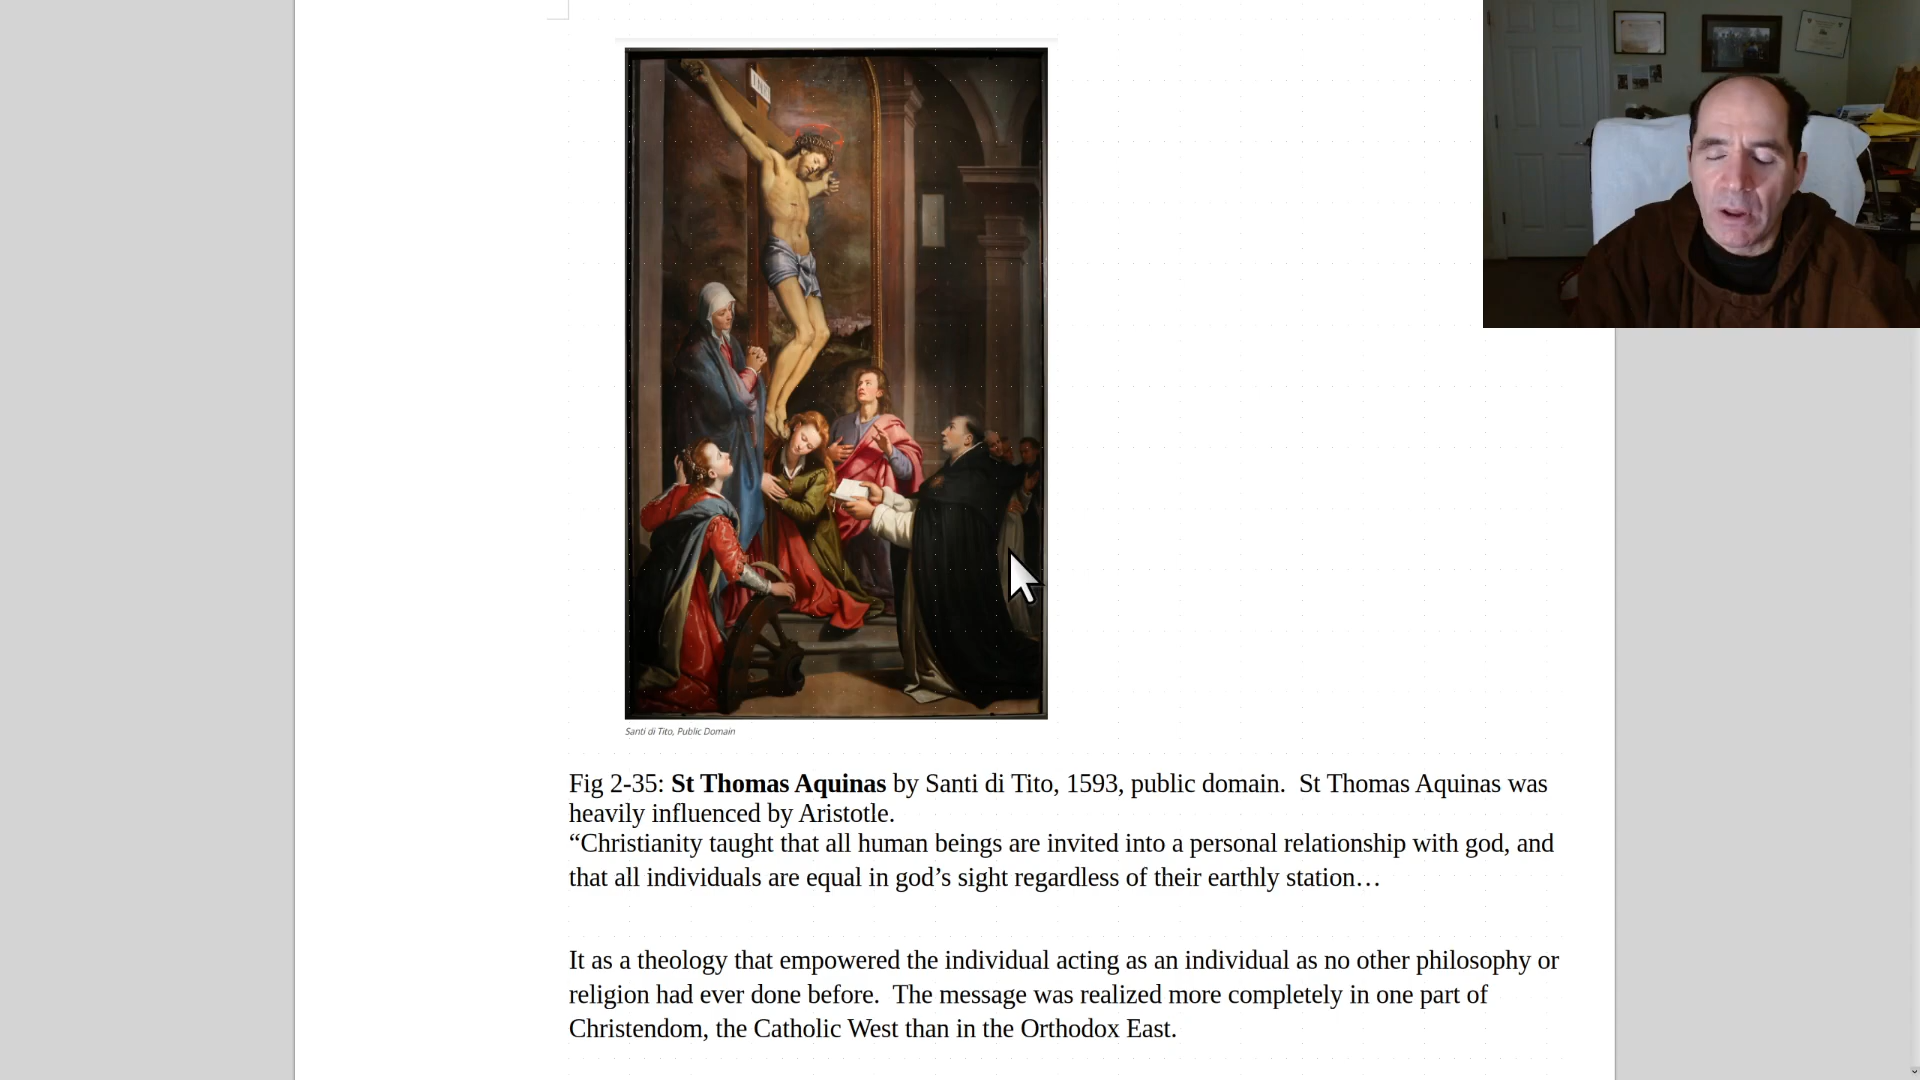 Santi di Tito, Public Domain
Fig 2-35: St Thomas Aquinas by Santi di Tito, 1593, public domain.  St Thomas Aquinas was
heavily influenced by Aristotle.
“Christianity taught that all human beings are invited into a personal relationship with god, and
that all individuals are equal in god’s sight regardless of their earthly station…
It as a theology that empowered the individual acting as an individual as no other philosophy or
religion had ever done before.  The message was realized more completely in one part of
Christendom, the Catholic West than in the Orthodox East.